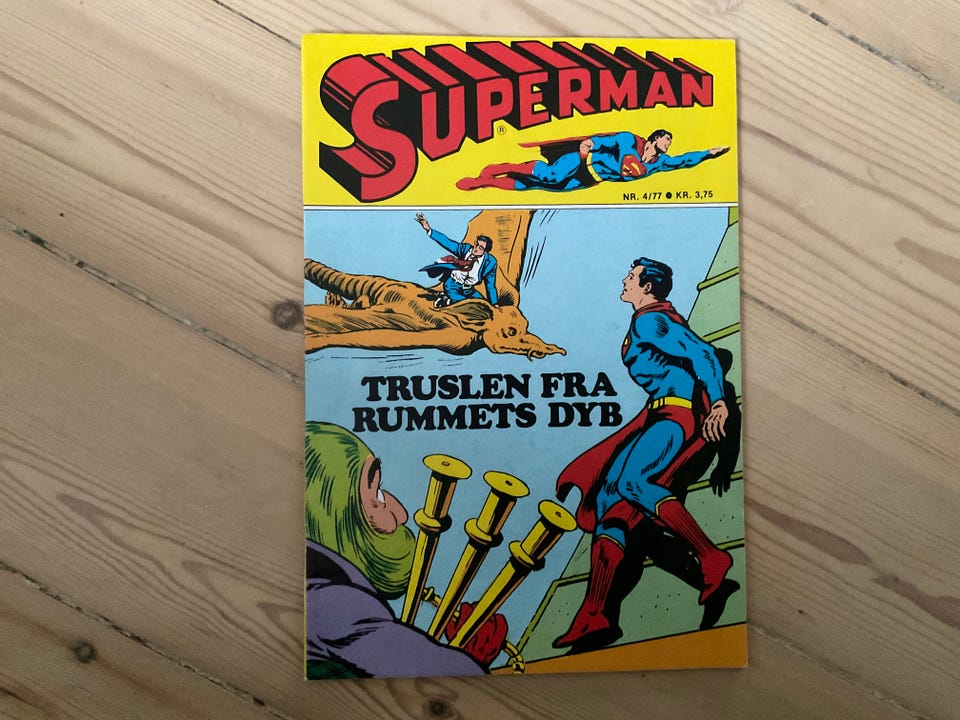 SUPERMAN
®
NR. 4/77 ● KR. 3,75
TRUSLEN FRA
RUMMETS DYB